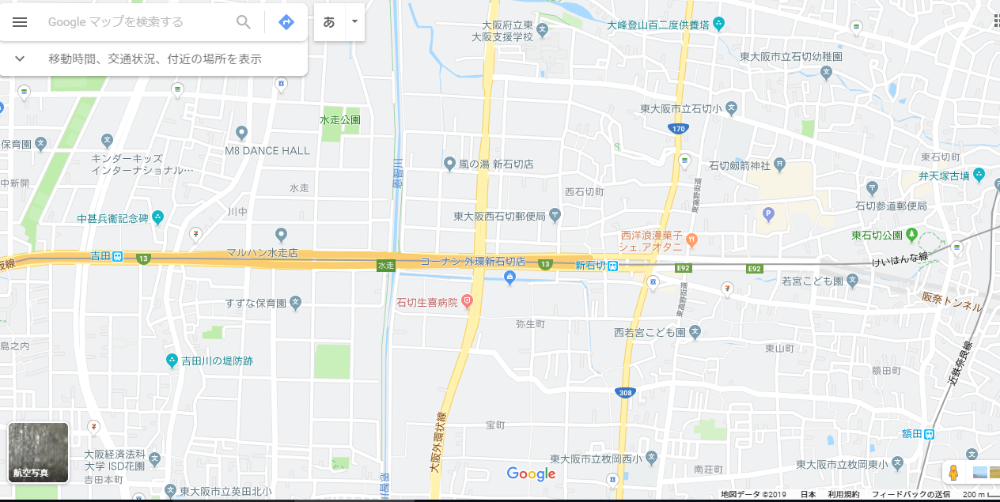 Google マップを検索する
あ
移動時間、交通状況、付近の場所を表示
大阪府立東
大阪支援学校
大峰登山百二度供養塔
東大阪市立石切幼稚園
東大阪市立石切小
170
水走公園
保育園
キンダーキッズ
インターナショナル…
M8 DANCE HALL
風の湯 新石切店
石切劔箭神社
東石切町
弁天塚古墳
中新開
水走
恩智川
西石切町
東高野街道
石切参道郵便局
川中
中甚兵衞記念碑
東大阪西石切郵便局
P
西洋浪漫菓子
シェ.アオタニ
東石切公園
マルハン水走店
吉田
13
水走
コーナン 外環新石切店
13
新石切
E92
E92
けいはんな線
阪線
若宮こども園
阪奈トンネル
すずな保育園
石切生喜病院
東高野街道
弥生町
西若宮こども園
島之内
東山町
吉田川の堤防跡
額田町
近鉄奈良線
308
大阪外環状線
宝町
額田
航空写真
大阪経済法科
大学 ISD花園
吉田本町
東大阪市立枚岡西小
東大阪市立枚岡東小
南荘町
Google
東大阪市立英田北小
地図データ ©2019
日本
利用規約
フィードバックの送信
200 m